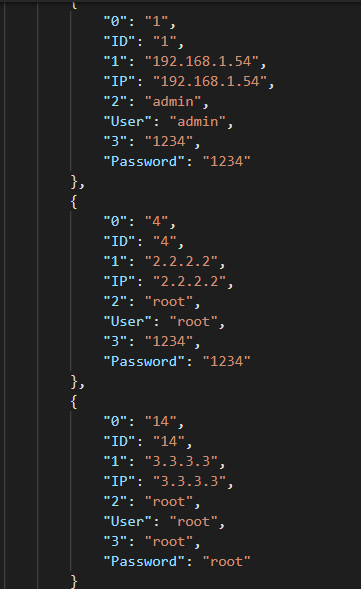 {
"0": "1",
"ID": "1",
"1": "192.168.1.54",
"IP": "192.168.1.54",
"2": "admin",
"User": "admin",
"3": "1234",
"Password": "1234"
},
{
"0": "4",
"ID": "4",
"1": "2.2.2.2",
"IP": "2.2.2.2",
"2": "root",
"User": "root",
"3": "1234",
"Password": "1234"
},
{
"0": "14",
"ID": "14",
"1": "3.3.3.3",
"IP": "3.3.3.3",
"2": "root",
"User": "root",
"3": "root",
"Password": "root"
}